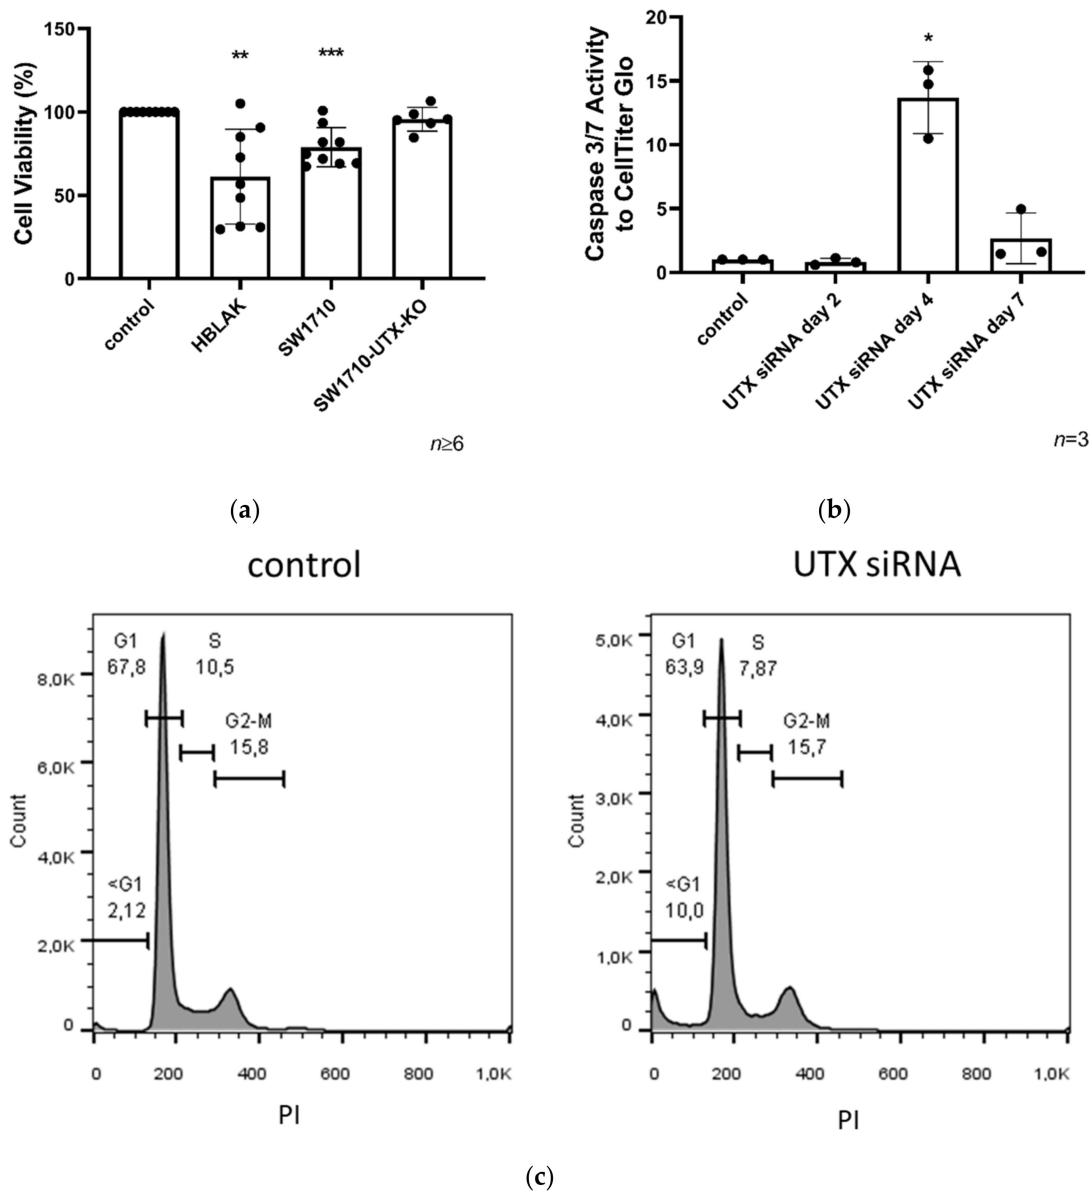 Cell Viability (%)
150
100
50
0
**
***
control
HBLAK
SW1710
SW1710-UTX-KO
n≥6
(a)
Caspase 3/7 Activity
to CellTiter Glo
20
15
10
5
0
*
control
UTX siRNA day 2
UTX siRNA day 4
UTX siRNA day 7
n=3
(b)
control
Count
8,0K
6,0K
4,0K
2,0K
0
G1
67,8
S
10,5
G2-M
15,8
<G1
2,12
0 200 400 600 800 1,0K
PI
UTX siRNA
Count
5,0K
4,0K
3,0K
2,0K
1,0K
0
G1
63,9
S
7,87
G2-M
15,7
<G1
10,0
0 200 400 600 800 1,0K
PI
(c)